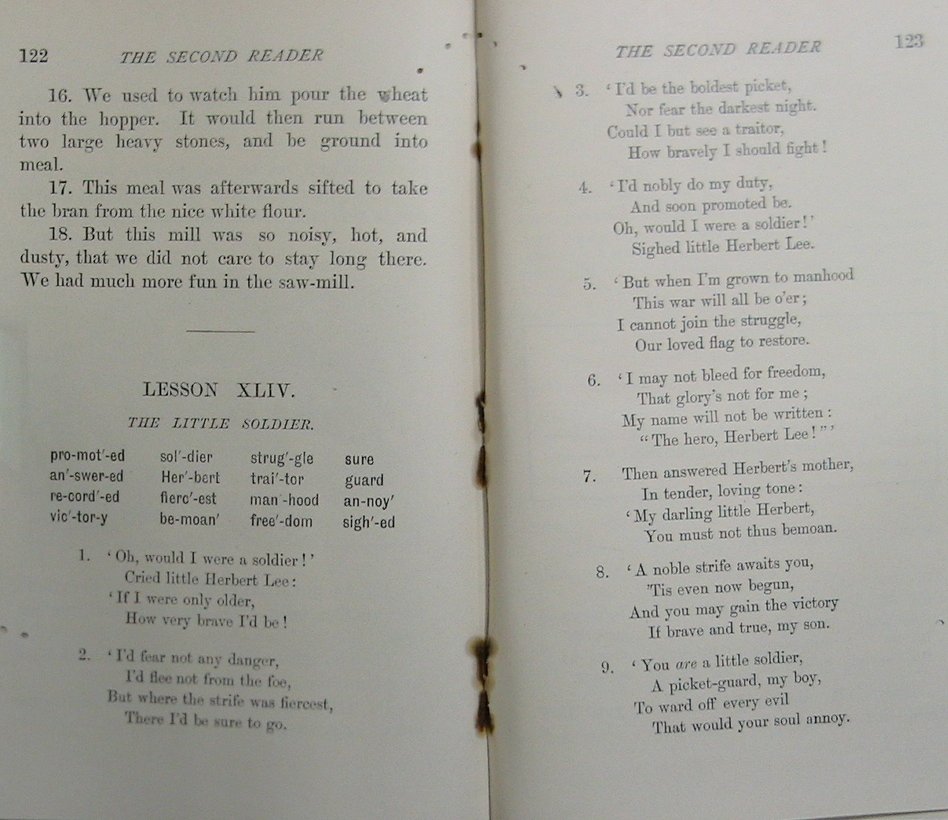 122 THE SECOND READER
16. We used to watch him pour the wheat
into the hopper. It would then run between
two large heavy stones, and be ground into
meal.
17. This meal was afterwards sifted to take
the bran from the nice white flour.
18. But this mill was so noisy, hot, and
dusty, that we did not care to stay long there.
We had much more fun in the saw-mill.
LESSON XLIV.
THE LITTLE SOLDIER.
pro-mot'-ed sol'-dier strug'-gle sure
an'-swer-ed Her'-bert trai'-tor guard
re-cord'-ed fierc'-est man'-hood an-noy'
vic'-tor-y be-moan' free'-dom sigh'-ed
1. ‘Oh, would I were a soldier!’
Cried little Herbert Lee:
‘If I were only older,
How very brave I'd be!
2. ‘I'd fear not any danger,
I'd flee not from the foe,
But where the strife was fiercest,
There I'd be sure to go.
THE SECOND READER 123
3. ‘I'd be the boldest picket,
Nor fear the darkest night.
Could I but see a traitor,
How bravely I should fight!
4. ‘I'd nobly do my duty,
And soon promoted be.
Oh, would I were a soldier!’
Sighed little Herbert Lee.
5. ‘But when I'm grown to manhood
This war will all be o'er;
I cannot join the struggle,
Our loved flag to restore.
6. ‘I may not bleed for freedom,
That glory's not for me;
My name will not be written:
“The hero, Herbert Lee!”’
7. Then answered Herbert's mother,
In tender, loving tone:
‘My darling little Herbert,
You must not thus bemoan.
8. ‘A noble strife awaits you,
'Tis even now begun,
And you may gain the victory
If brave and true, my son.
9. ‘You are a little soldier,
A picket-guard, my boy,
To ward off every evil
That would your soul annoy.